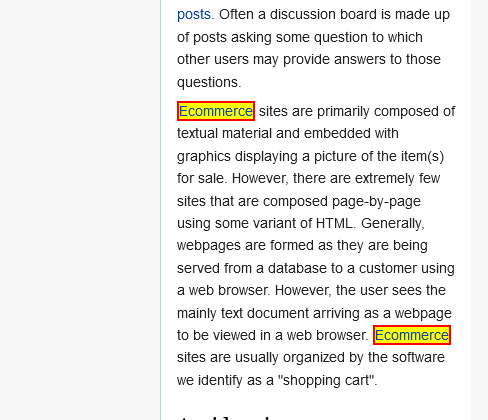 posts. Often a discussion board is made up
of posts asking some question to which
other users may provide answers to those
questions.
Ecommerce sites are primarily composed of
textual material and embedded with
graphics displaying a picture of the item(s)
for sale. However, there are extremely few
sites that are composed page-by-page
using some variant of HTML. Generally,
webpages are formed as they are being
served from a database to a customer using
a web browser. However, the user sees the
mainly text document arriving as a webpage
to be viewed in a web browser. Ecommerce
sites are usually organized by the software
we identify as a "shopping cart".